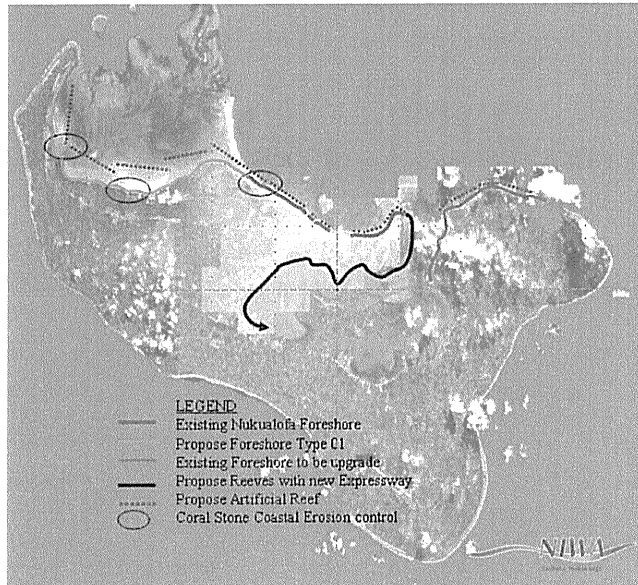 LEGEND
Existing Nukualofa Foreshore
Propose Foreshore Type 01
Existing Foreshore to be upgrade
Propose Reeves with new Expressway
Propose Artificial Reef
Coral Stone Coastal Erosion control
NIWA